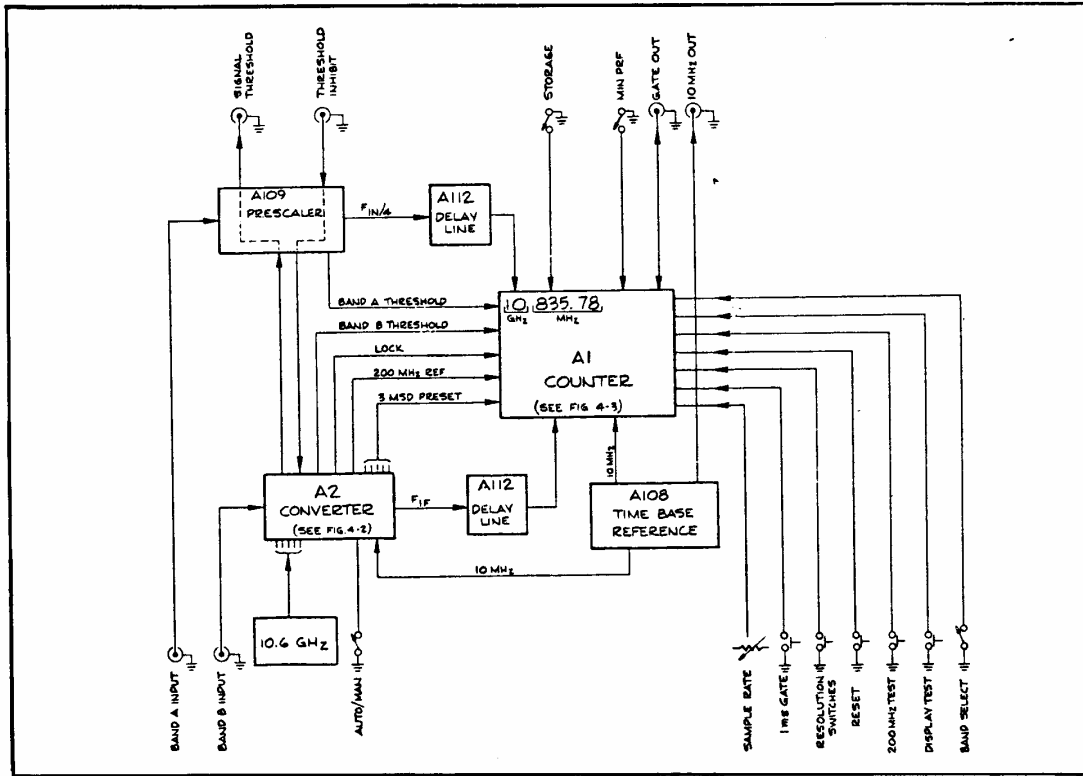 SIGNAL
THRESHOLD
THRESHOLD
INHIBIT
STORAGE
MIN PRF
GATE OUT
10 MHz OUT
A109
PRESCALER
FIN/4
A112
DELAY
LINE
BAND A THRESHOLD
BAND B THRESHOLD
LOCK
200 MHz REF
3 MSD PRESET
10 835.78
GHz MHz
A1
COUNTER
(SEE FIG 4-3)
A2
CONVERTER
(SEE FIG. 4-2)
FIF
A112
DELAY
LINE
10 MHz
A108
TIME BASE
REFERENCE
10 MHz
10.6 GHz
BAND A INPUT
BAND B INPUT
AUTO/MAN
SAMPLE RATE
1ms GATE
RESOLUTION
SWITCHES
RESET
200MHz TEST
DISPLAY TEST
BAND SELECT